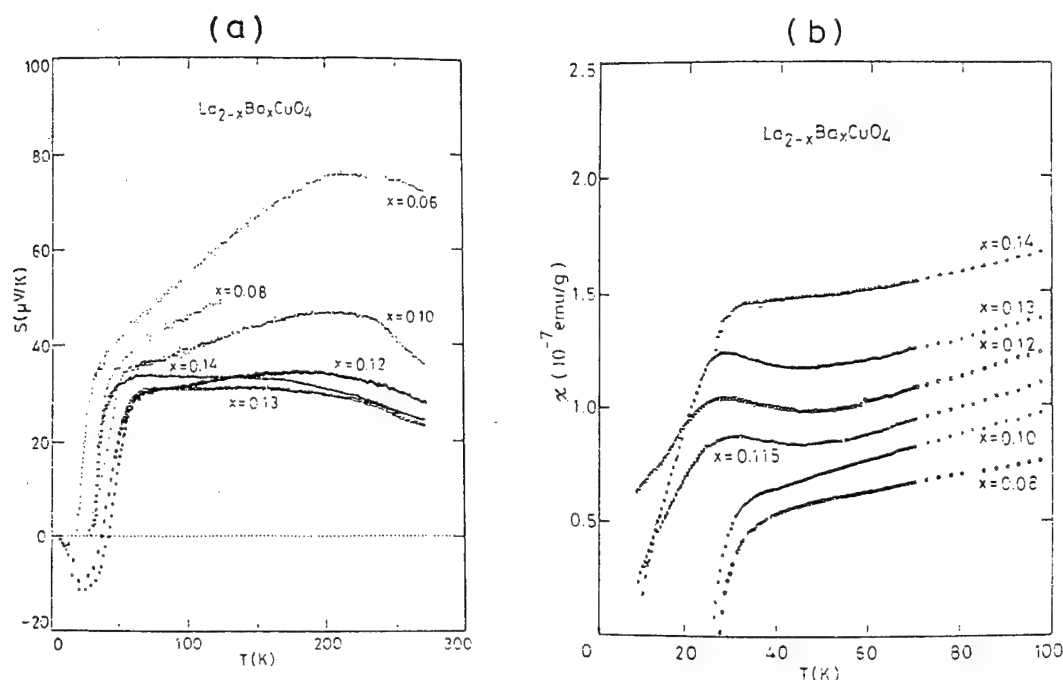 (a)
100
80
60
40
20
0
-20
S(μV/K)
La2-xBaxCuO4
x=0.06
x=0.08
x=0.10
x=0.14
x=0.12
x=0.13
0
100
200
300
T(K)
(b)
2.5
2.0
1.5
1.0
0.5
0
χ (10-7 emu/g)
La2-xBaxCuO4
x=0.14
x=0.13
x=0.12
x=0.115
x=0.10
x=0.08
20
40
60
80
100
T(K)